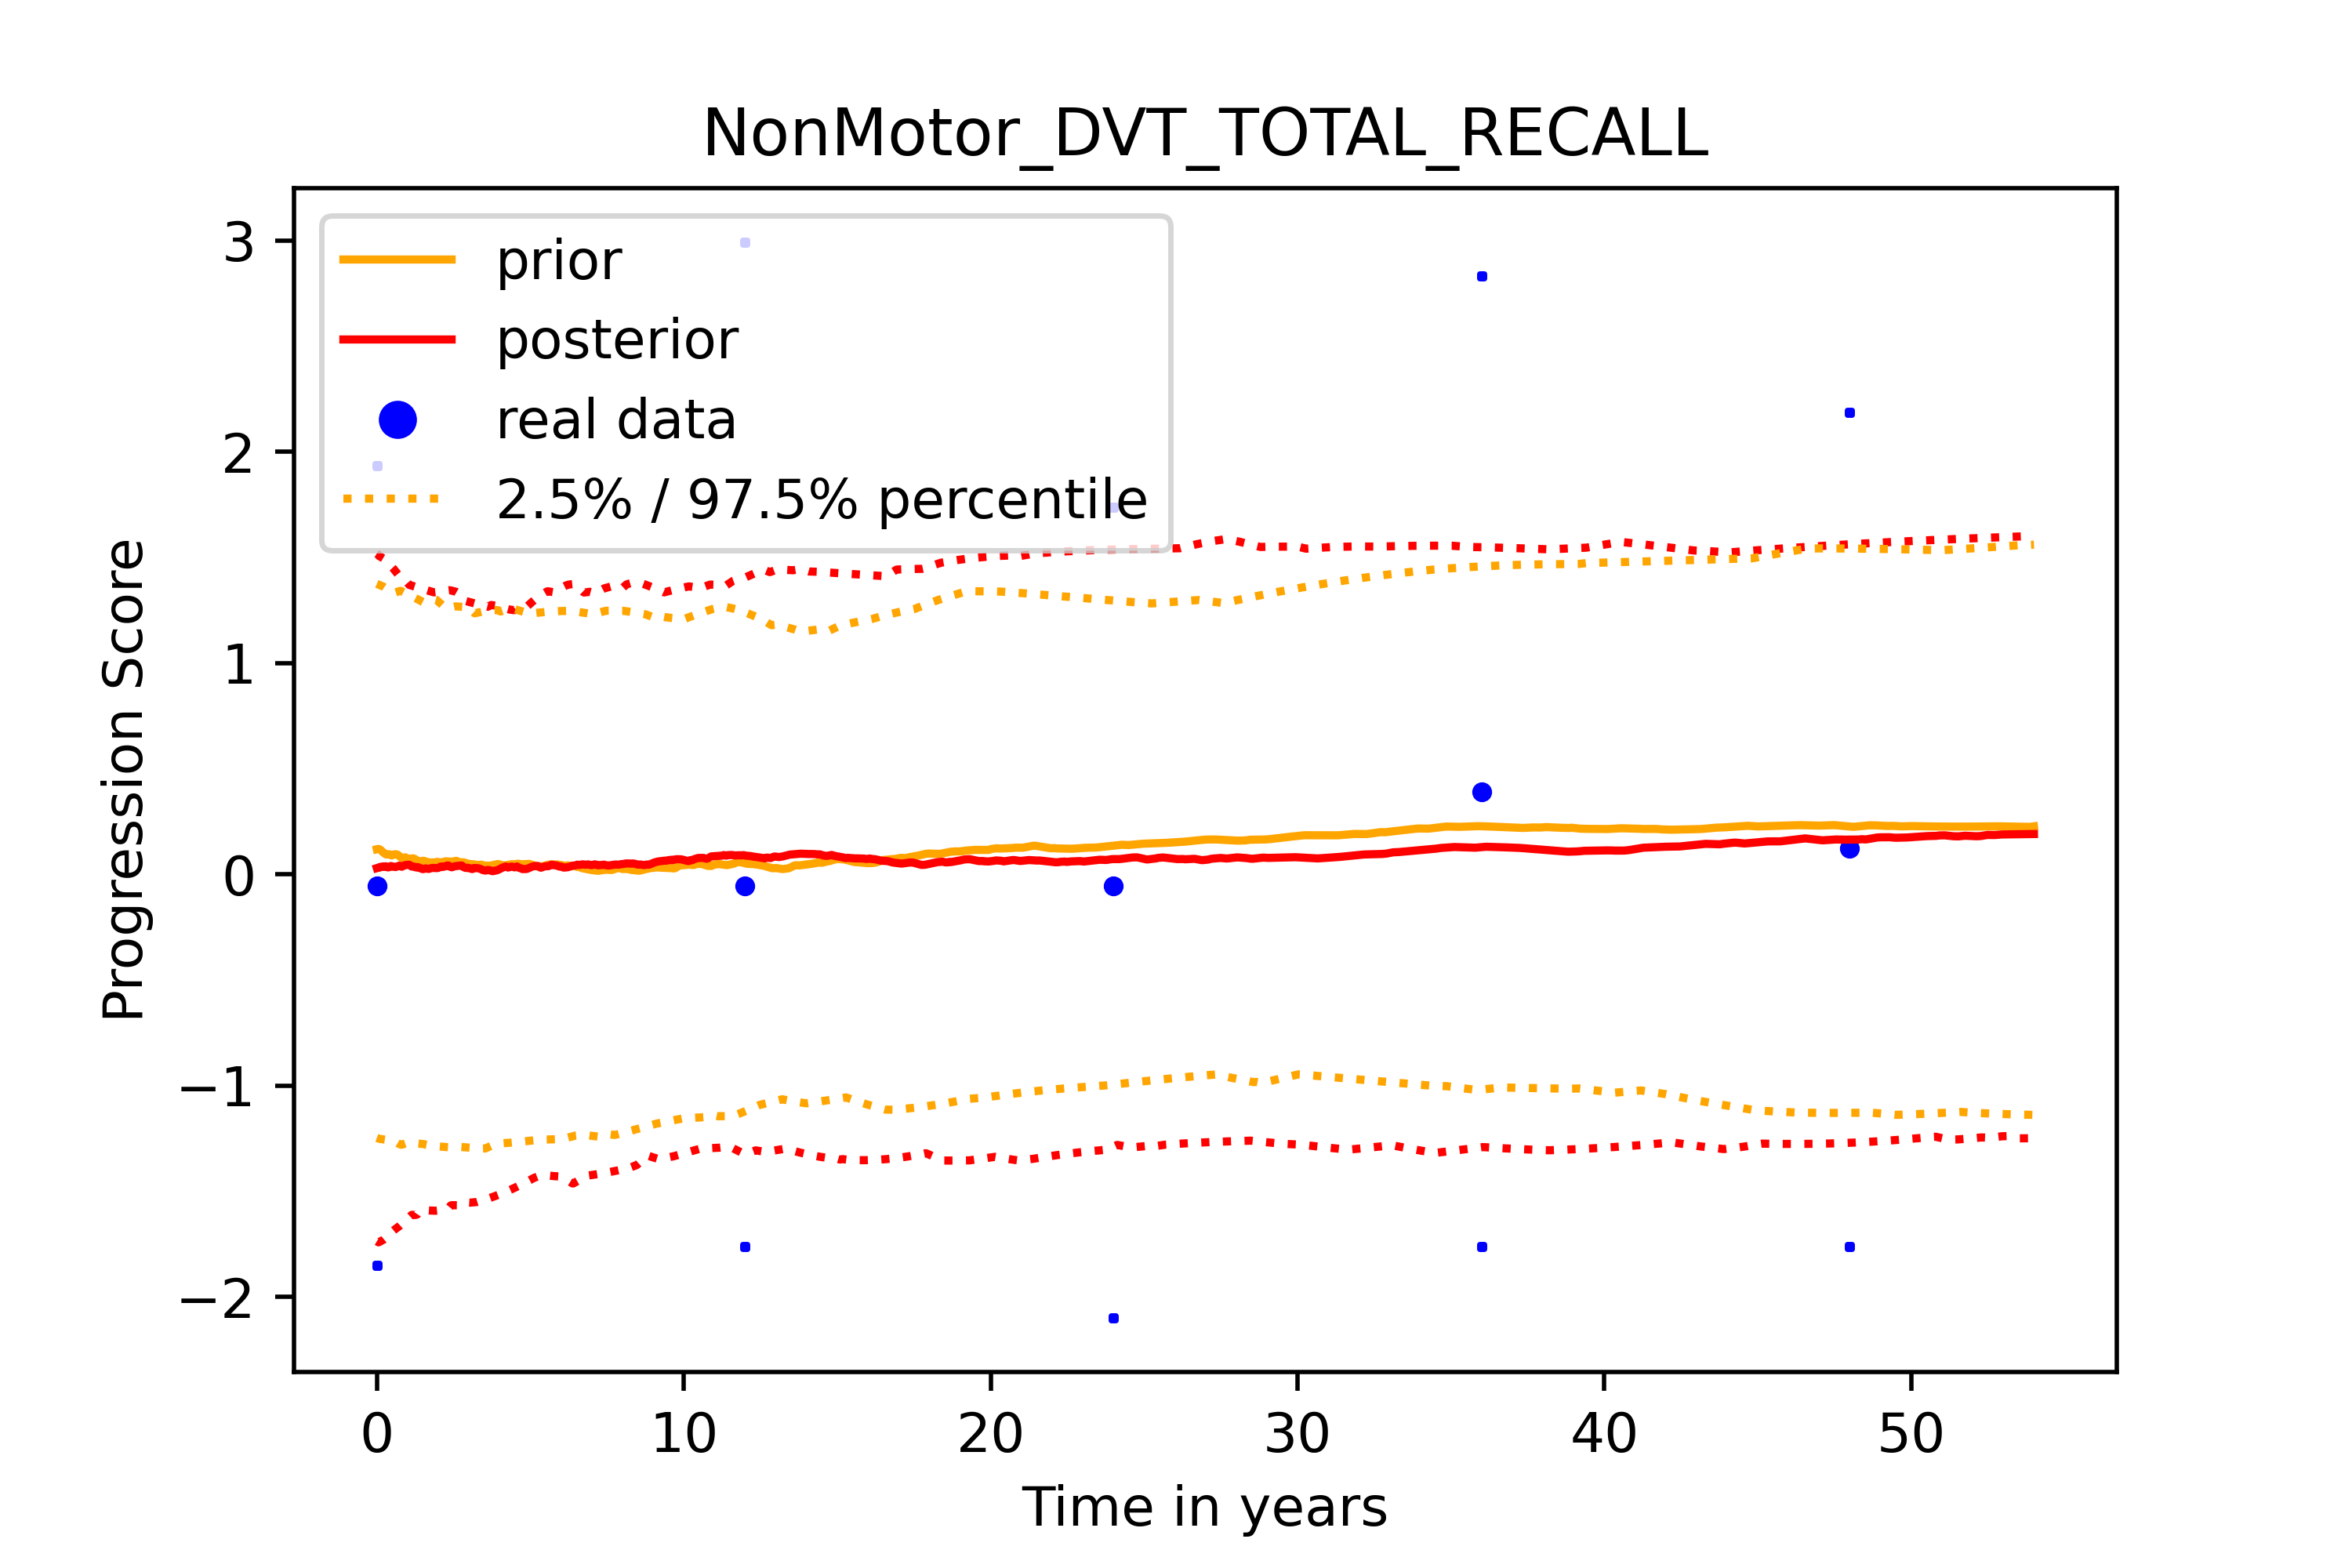 NonMotor_DVT_TOTAL_RECALL
3
2
1
0
−1
−2
Progression Score
prior
posterior
real data
2.5% / 97.5% percentile
0 10 20 30 40 50
Time in years